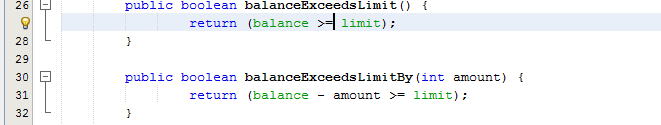 26 public boolean balanceExceedsLimit() {
return (balance >= limit);
28 }
29
30 public boolean balanceExceedsLimitBy(int amount) {
31 return (balance - amount >= limit);
32 }